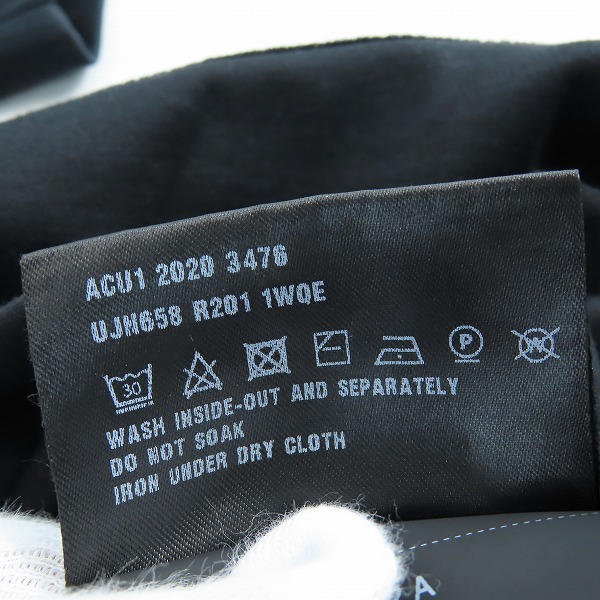 ACU1 2020 3476
UJN658 R201 1WQE
30 P W
WASH INSIDE-OUT AND SEPARATELY
DO NOT SOAK
IRON UNDER DRY CLOTH
A